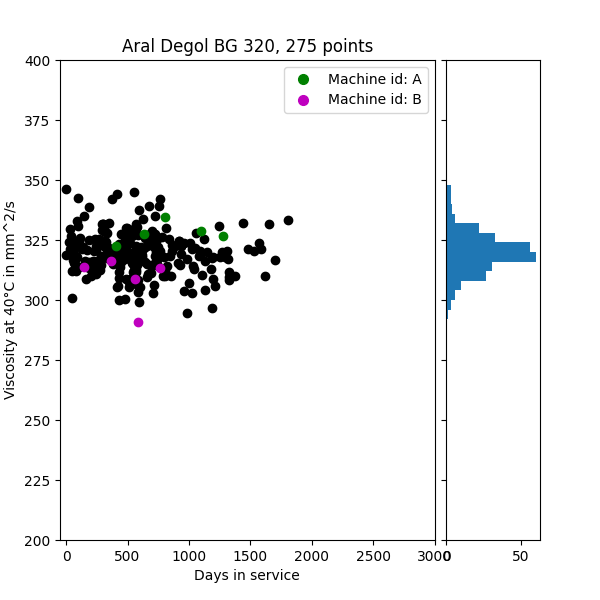 Aral Degol BG 320, 275 points
Machine id: A
Machine id: B
400
375
350
325
300
275
250
225
200
Viscosity at 40°C in mm^2/s
0 500 1000 1500 2000 2500 3000
0 50
Days in service